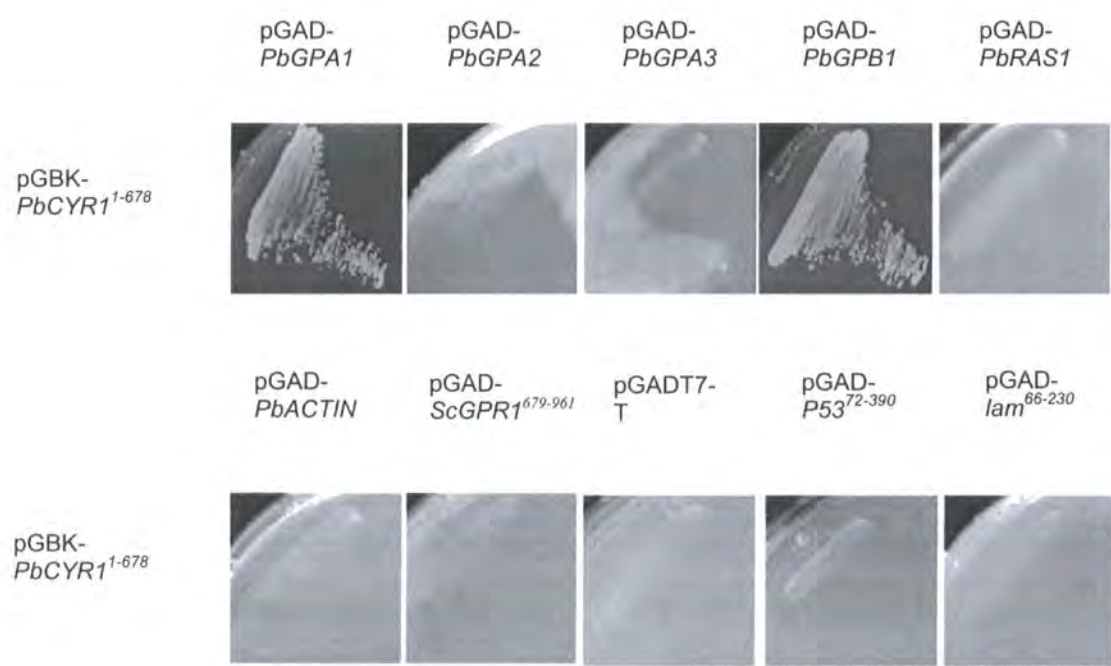 pGAD- pGAD- pGAD- pGAD- pGAD-
PbGPA1 PbGPA2 PbGPA3 PbGPB1 PbRAS1
pGBK-
PbCYR1^1-678
pGAD- pGAD- pGADT7- pGAD- pGAD-
PbACTIN ScGPR1^679-961 T P53^72-390 lam^66-230
pGBK-
PbCYR1^1-678